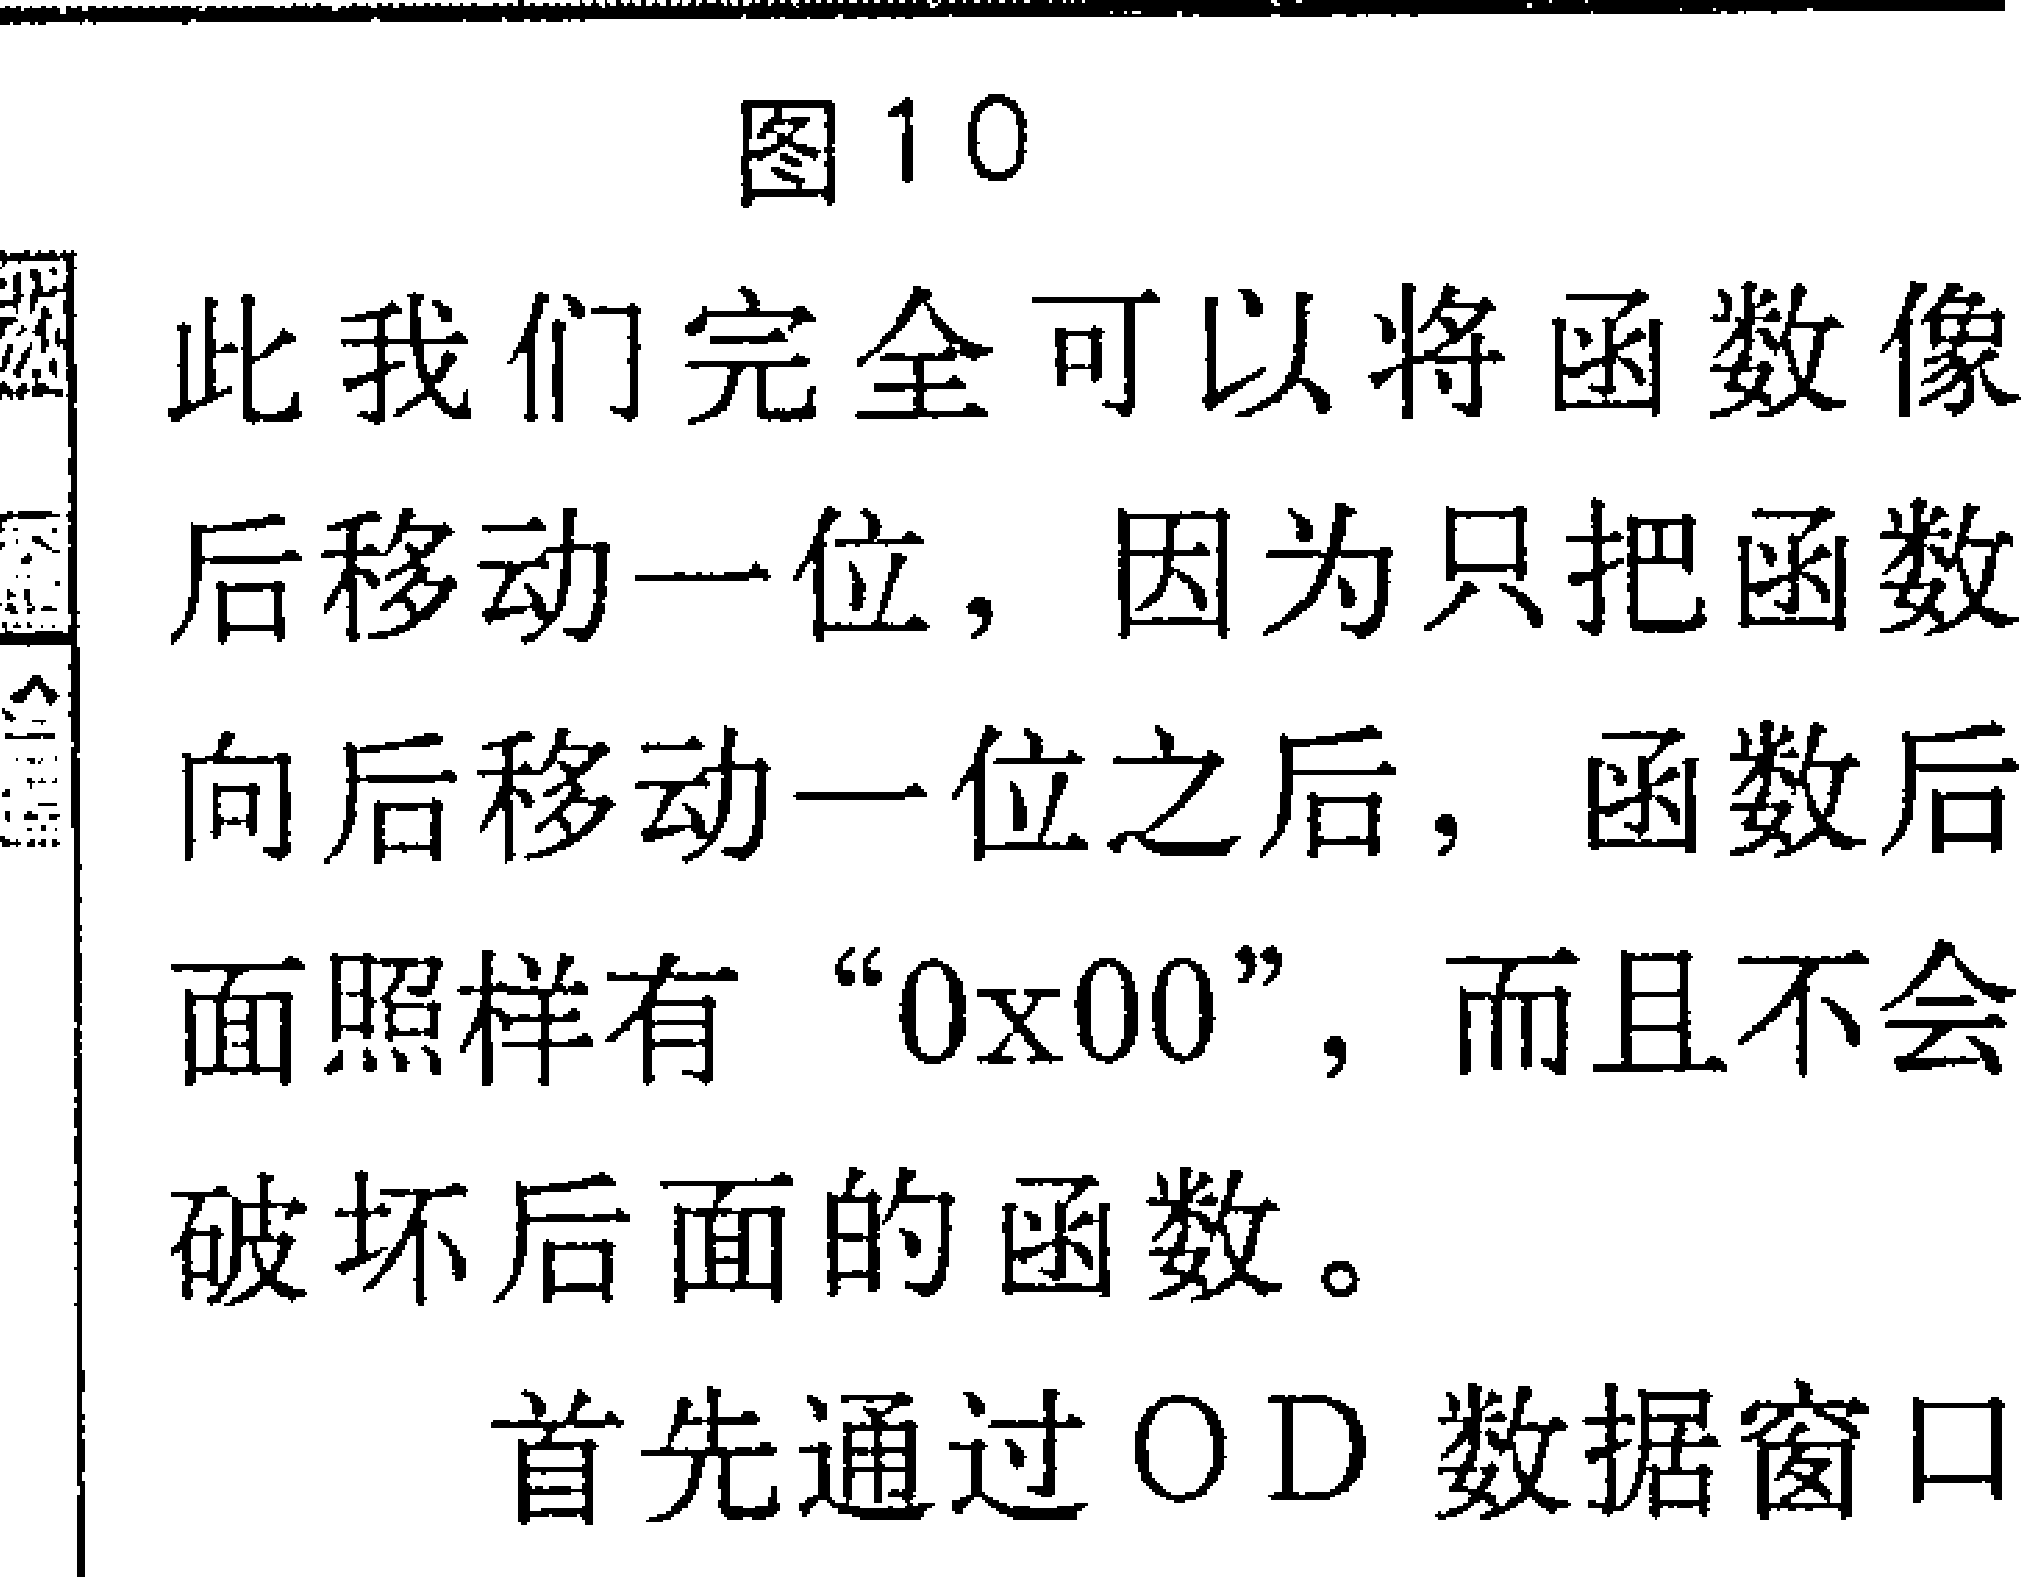 图10
此我们完全可以将函数像
后移动一位，因为只把函数
向后移动一位之后，函数后
面照样有“0x00”，而且不会
破坏后面的函数。
首先通过OD数据窗口